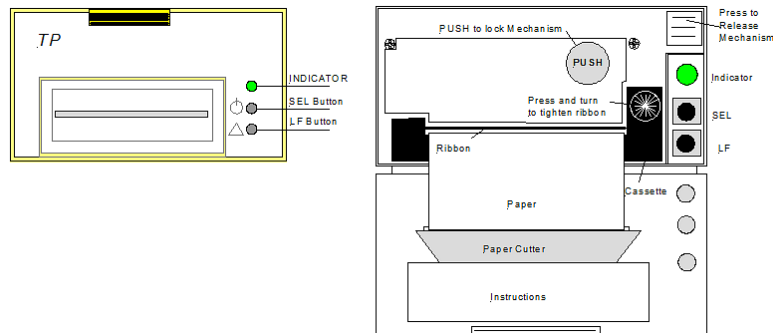 TP
INDICATOR
SEL Button
LF Button
PUSH to lock Mechanism
Press to
Release
Mechanism
PUSH
Indicator
Press and turn
to tighten ribbon
SEL
Ribbon
LF
Cassette
Paper
Paper Cutter
Instructions